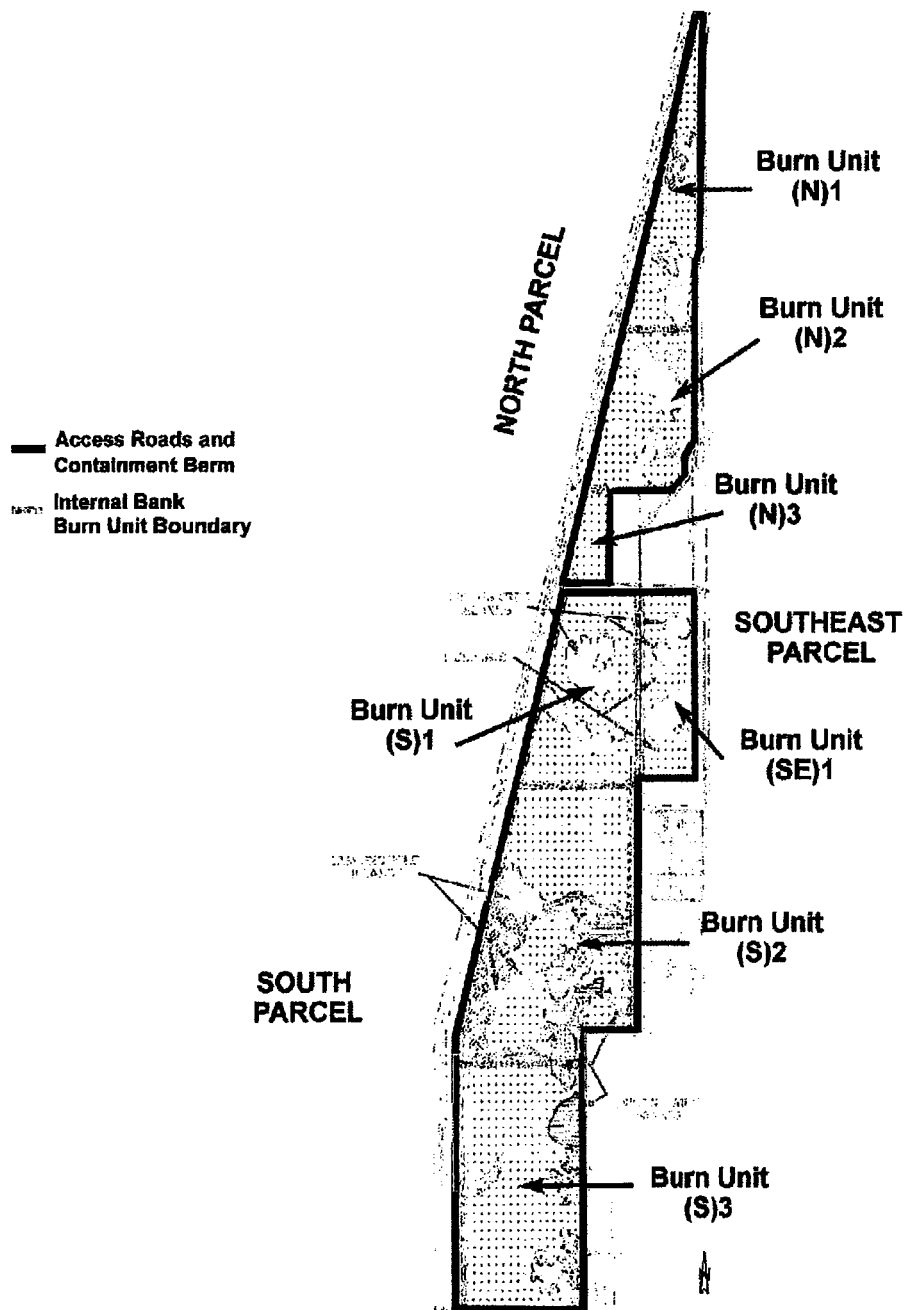 Burn Unit
(N)1
NORTH PARCEL
Burn Unit
(N)2
Access Roads and
Containment Berm
Internal Bank
Burn Unit Boundary
Burn Unit
(N)3
SOUTHEAST
PARCEL
Burn Unit
(S)1
Burn Unit
(SE)1
Burn Unit
(S)2
SOUTH
PARCEL
Burn Unit
(S)3
N